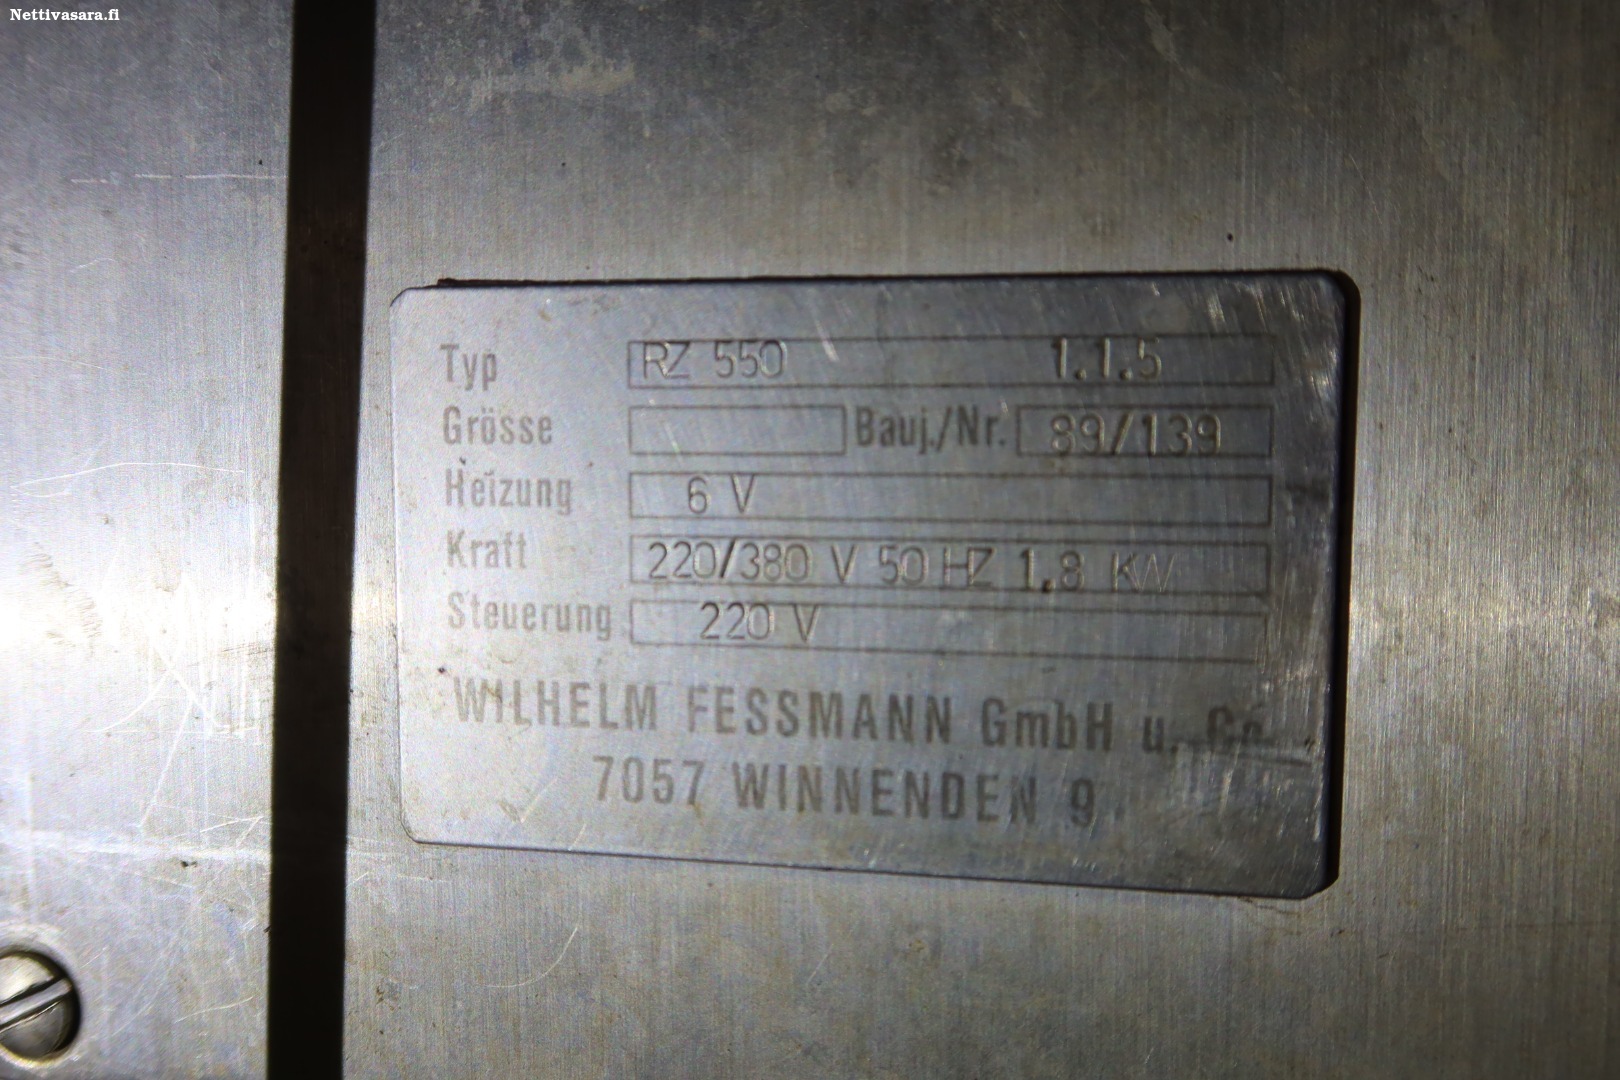 Nettivasara.fi
Typ RZ 550 1.1.5
Grösse Bauj./Nr. 89/139
Heizung 6 V
Kraft 220/380 V 50 HZ 1.8 KW
Steuerung 220 V
WILHELM FESSMANN GmbH u. Co.
7057 WINNENDEN 9